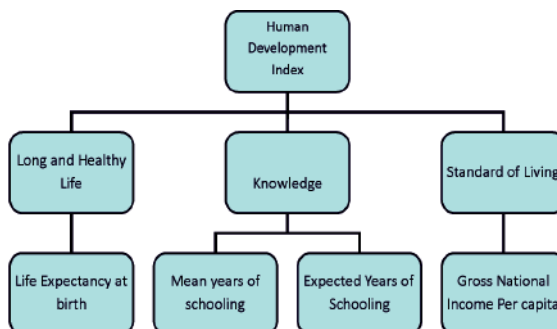 Human
Development
Index
Long and Healthy
Life
Knowledge
Standard of Living
Life Expectancy at
birth
Mean years of
schooling
Expected Years of
Schooling
Gross National
Income Per capita